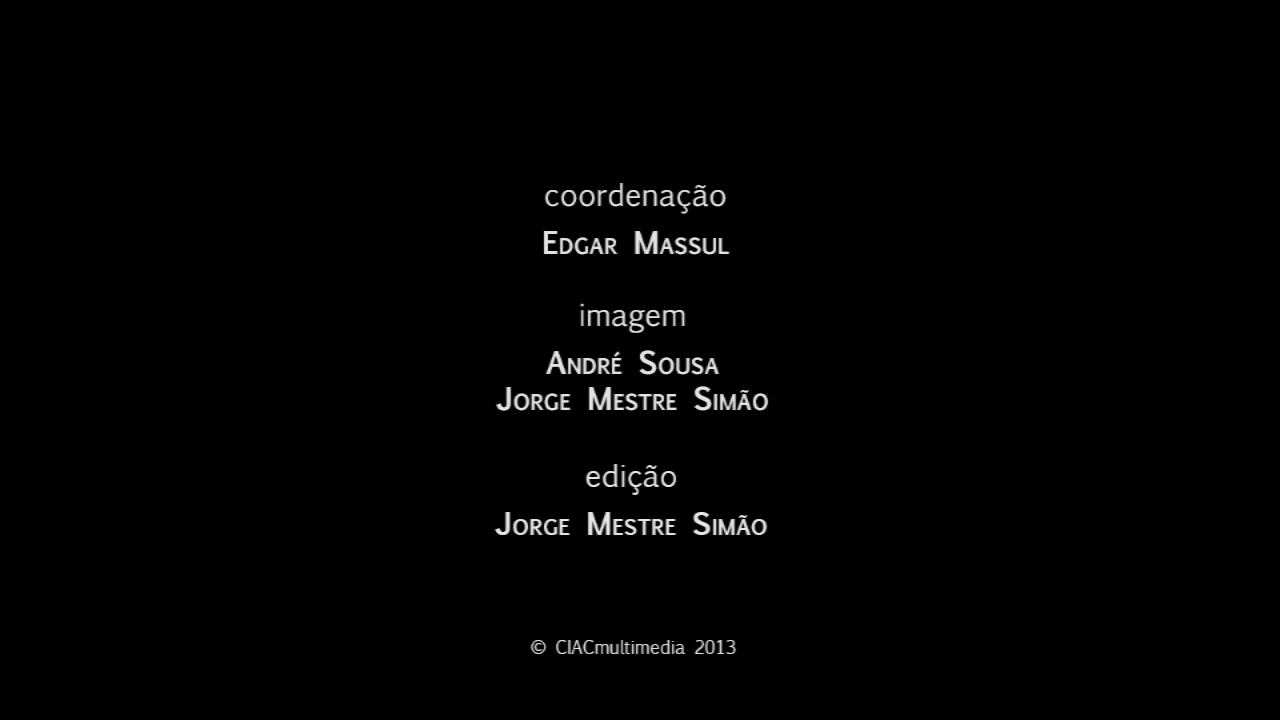 coordenação
Edgar Massul
imagem
André Sousa
Jorge Mestre Simão
edição
Jorge Mestre Simão
© CIACmultimedia 2013